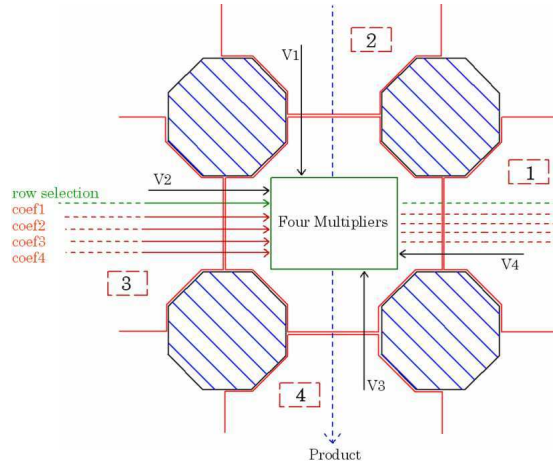 2
V1
1
V2
row selection
coef1
coef2
coef3
coef4
Four Multipliers
V4
3
V3
4
Product